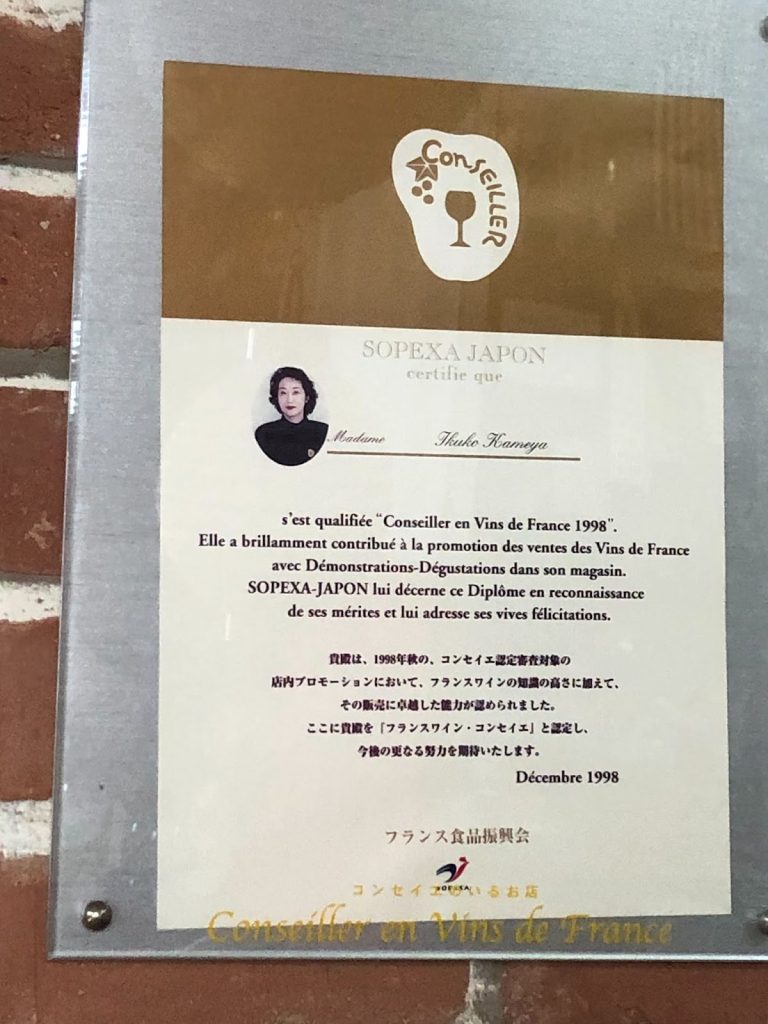 Conseiller
SOPEXA JAPON
certifie que
Madame Ikuko Kameya
s'est qualifiée "Conseiller en Vins de France 1998".
Elle a brillamment contribué à la promotion des ventes des Vins de France
avec Démonstrations-Dégustations dans son magasin.
SOPEXA-JAPON lui décerne ce Diplôme en reconnaissance
de ses mérites et lui adresse ses vives félicitations.
貴殿は、1998年秋の、コンセイエ認定審査対象の
店内プロモーションにおいて、フランスワインの知識の高さに加えて、
その販売に卓越した能力が認められました。
ここに貴殿を「フランスワイン・コンセイエ」と認定し、
今後の更なる努力を期待いたします。
Décembre 1998
フランス食品振興会
SOPEXA
コンセイエのいるお店
Conseiller en Vins de France